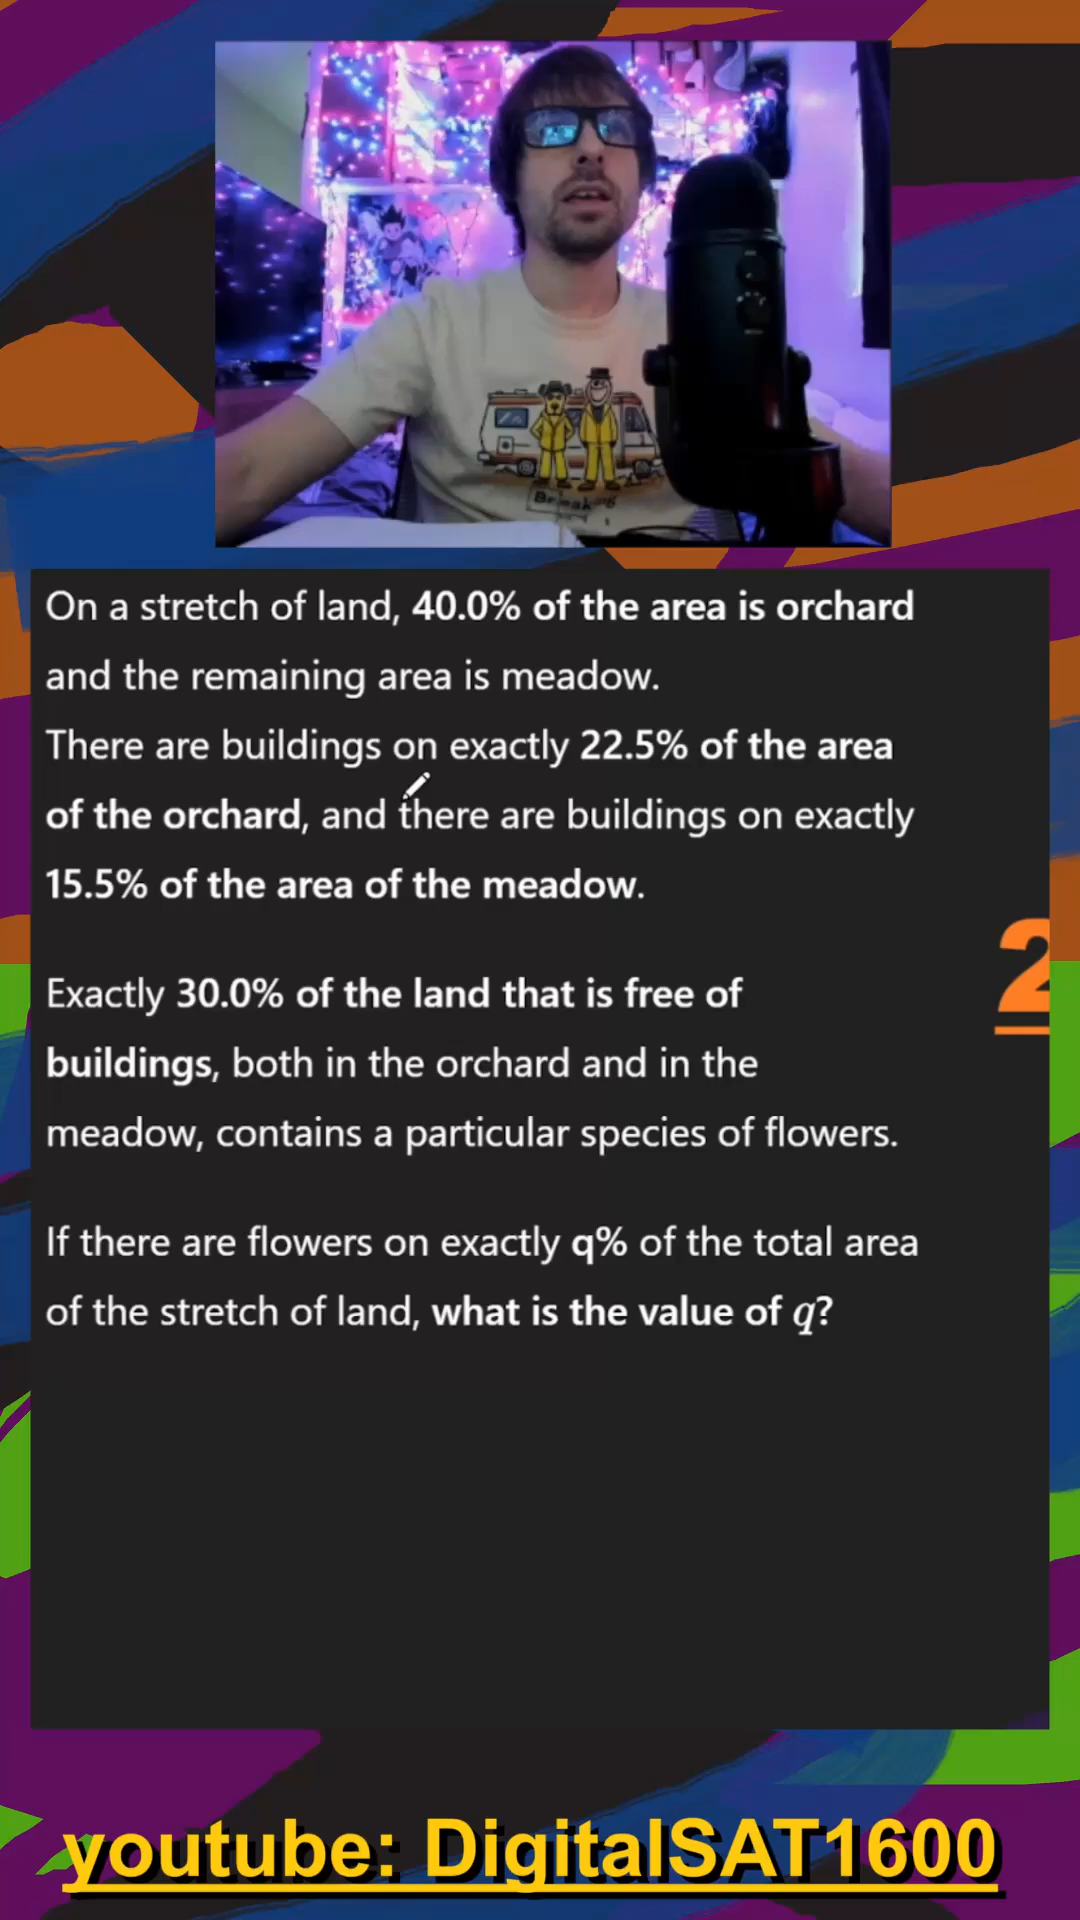 On a stretch of land, 40.0% of the area is orchard
and the remaining area is meadow.
There are buildings on exactly 22.5% of the area
of the orchard, and there are buildings on exactly
15.5% of the area of the meadow.
2
Exactly 30.0% of the land that is free of
buildings, both in the orchard and in the
meadow, contains a particular species of flowers.
If there are flowers on exactly q% of the total area
of the stretch of land, what is the value of q?
youtube: DigitalSAT1600